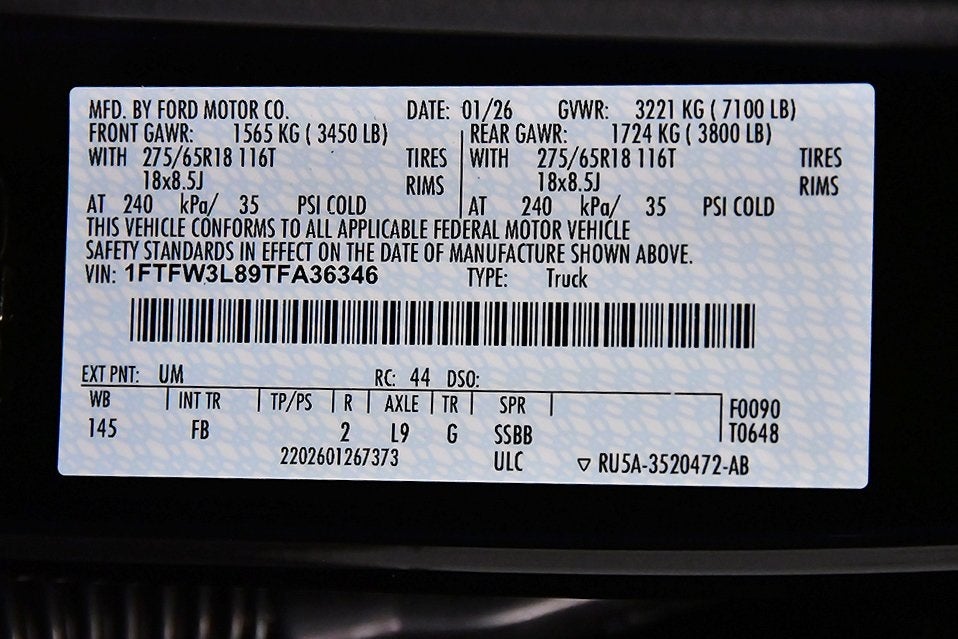 MFD. BY FORD MOTOR CO. DATE: 01/26 GVWR: 3221 KG ( 7100 LB)
FRONT GAWR: 1565 KG ( 3450 LB) REAR GAWR: 1724 KG ( 3800 LB)
WITH 275/65R18 116T TIRES WITH 275/65R18 116T TIRES
18x8.5J RIMS 18x8.5J RIMS
AT 240 kPa/ 35 PSI COLD AT 240 kPa/ 35 PSI COLD
THIS VEHICLE CONFORMS TO ALL APPLICABLE FEDERAL MOTOR VEHICLE
SAFETY STANDARDS IN EFFECT ON THE DATE OF MANUFACTURE SHOWN ABOVE.
VIN: 1FTFW3L89TFA36346 TYPE: Truck
EXT PNT: UM RC: 44 DSO:
WB INT TR TP/PS R AXLE TR SPR F0090
145 FB 2 L9 G SSBB T0648
2202601267373 ULC ▽ RU5A-3520472-AB